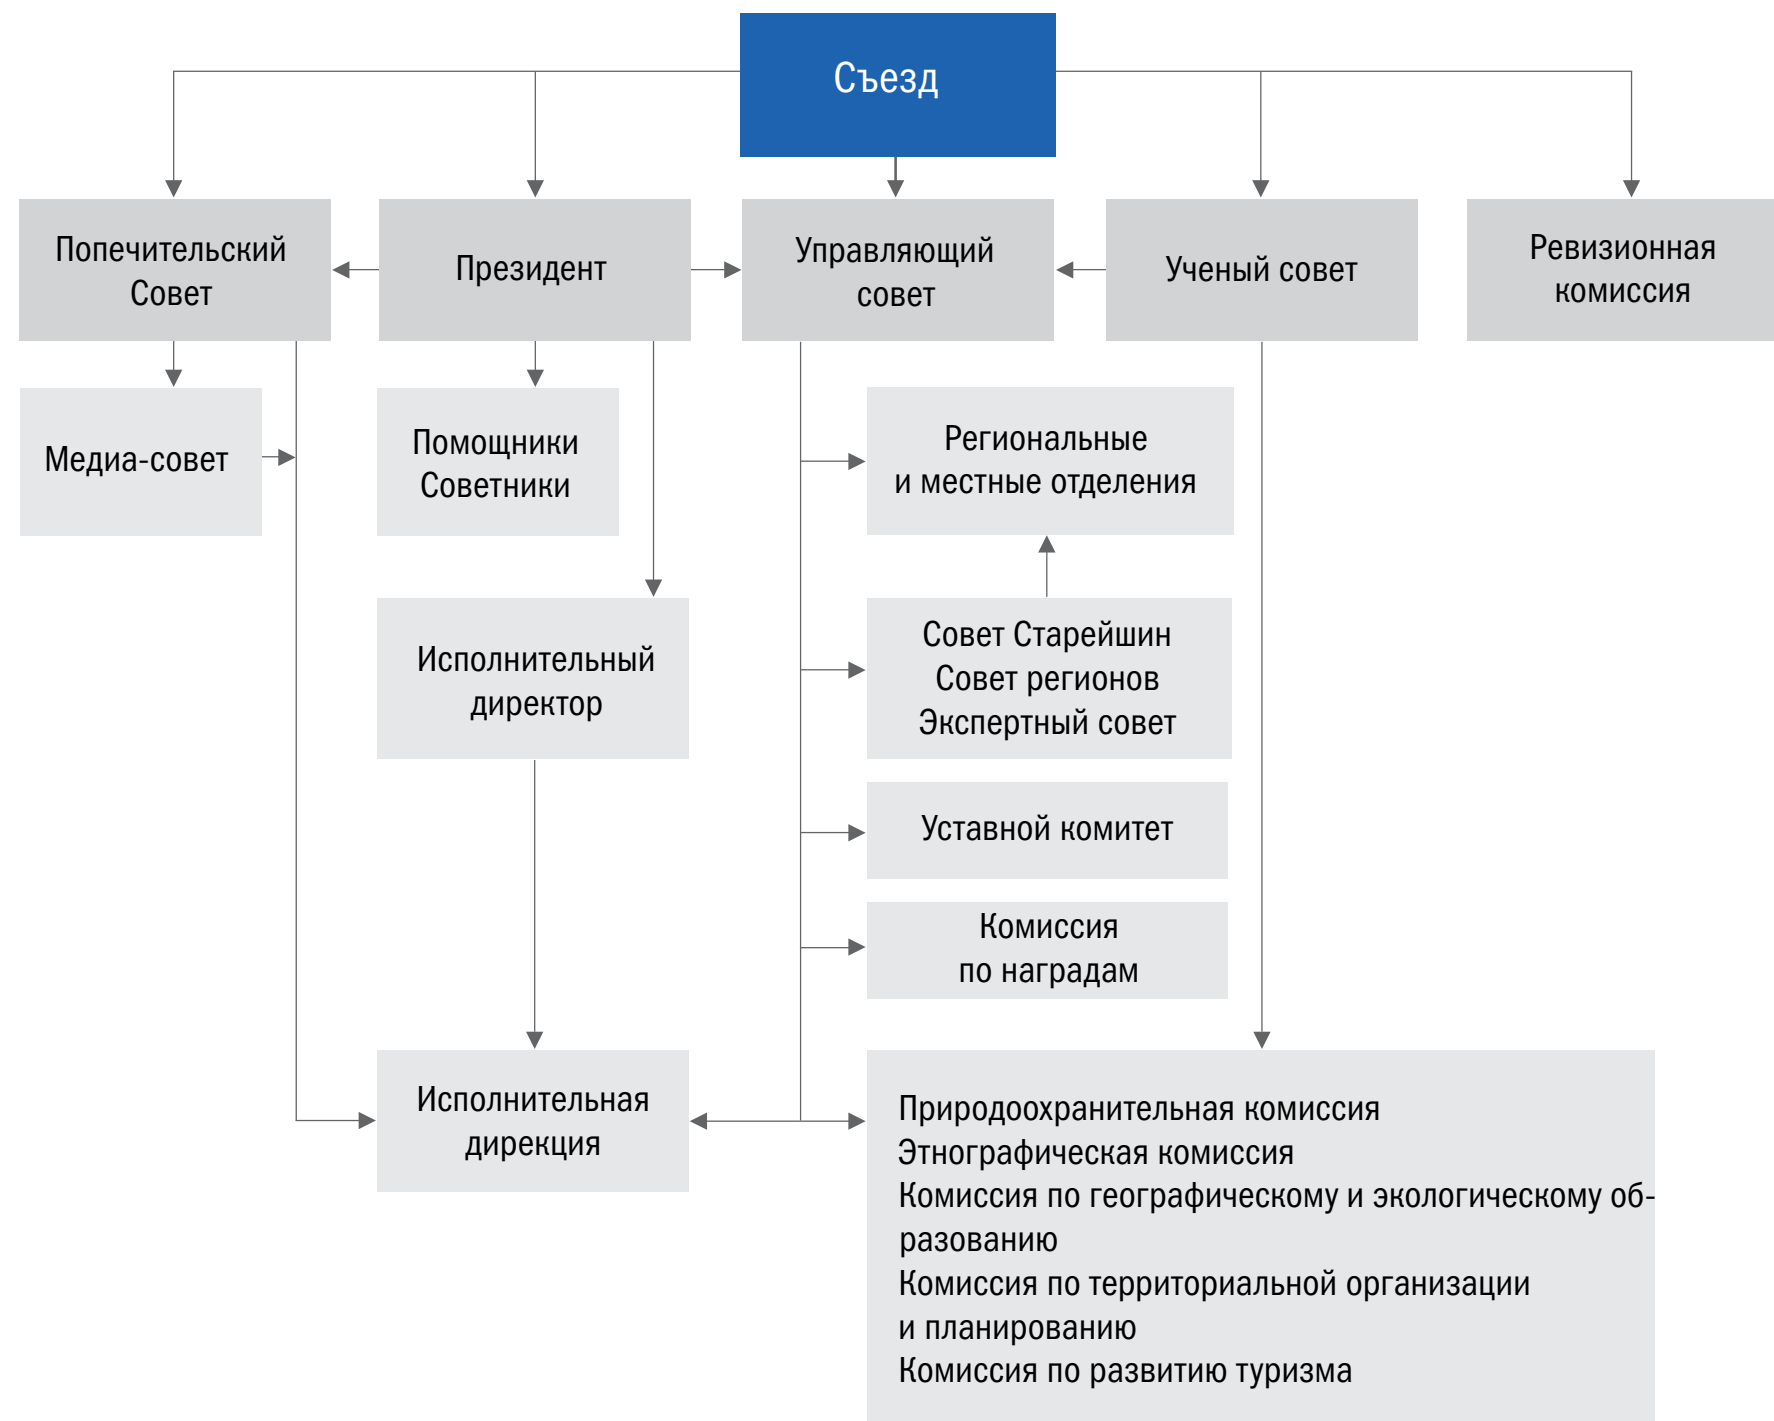 Съезд
Попечительский
Совет
Президент
Управляющий
совет
Ученый совет
Ревизионная
комиссия
Медиа-совет
Помощники
Советники
Региональные
и местные отделения
Исполнительный
директор
Совет Старейшин
Совет регионов
Экспертный совет
Уставной комитет
Комиссия
по наградам
Исполнительная
дирекция
Природоохранительная комиссия
Этнографическая комиссия
Комиссия по географическому и экологическому об-
разованию
Комиссия по территориальной организации
и планированию
Комиссия по развитию туризма